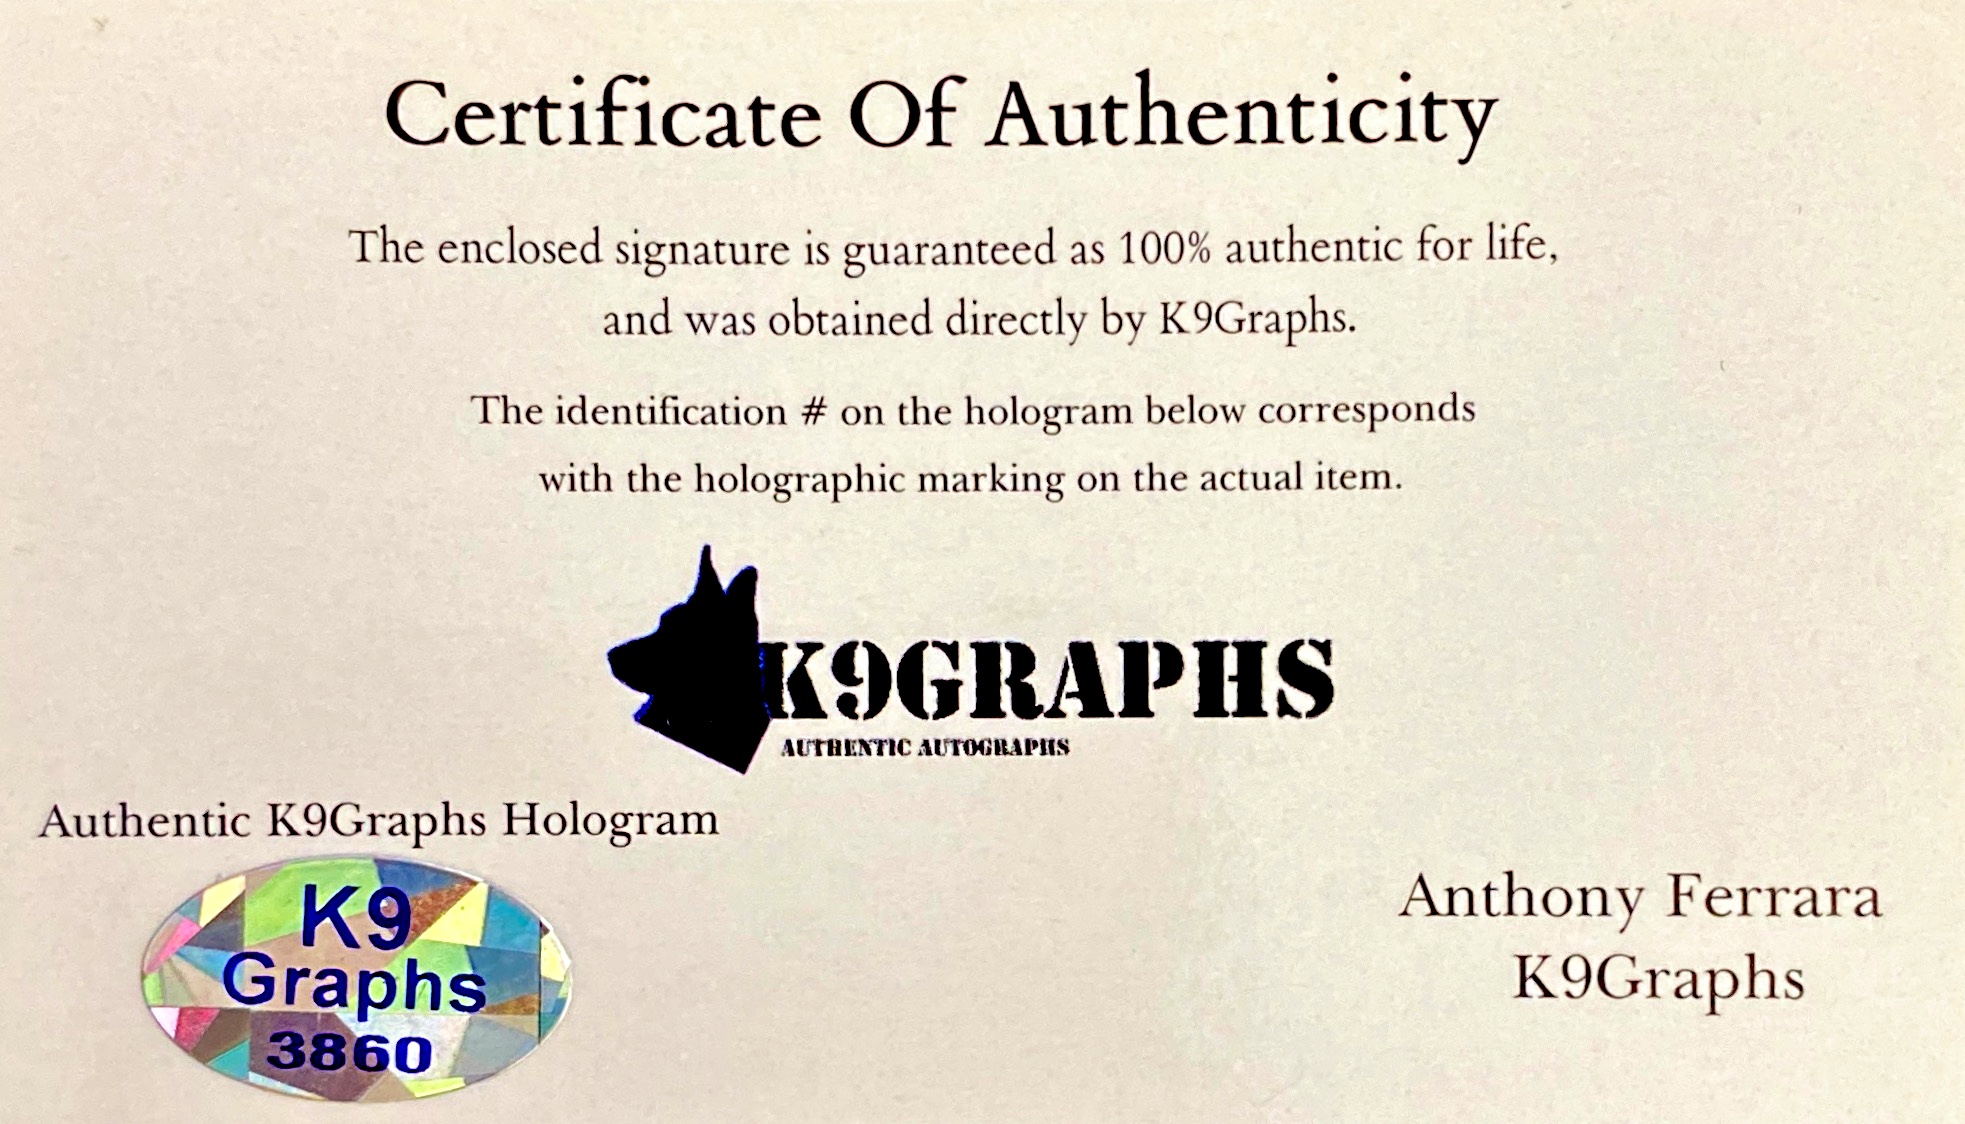 Certificate Of Authenticity
The enclosed signature is guaranteed as 100% authentic for life,
and was obtained directly by K9Graphs.
The identification # on the hologram below corresponds
with the holographic marking on the actual item.
K9GRAPHS
AUTHENTIC AUTOGRAPHS
Authentic K9Graphs Hologram
K9
Graphs
3860
Anthony Ferrara
K9Graphs